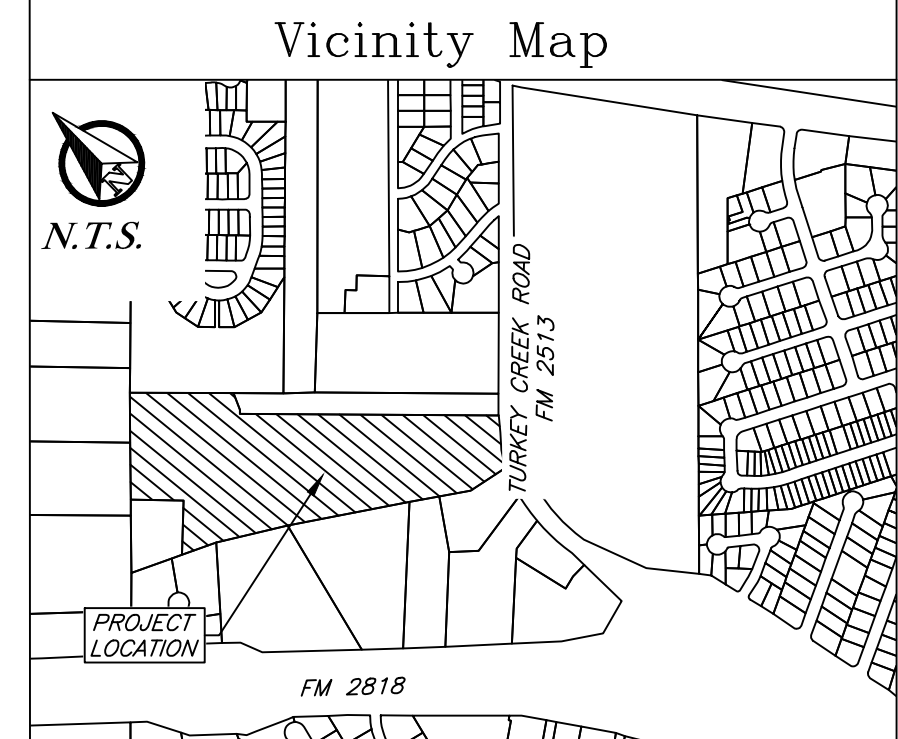 Vicinity Map
N
N.T.S.
TURKEY CREEK ROAD
FM 2513
PROJECT
LOCATION
FM 2818